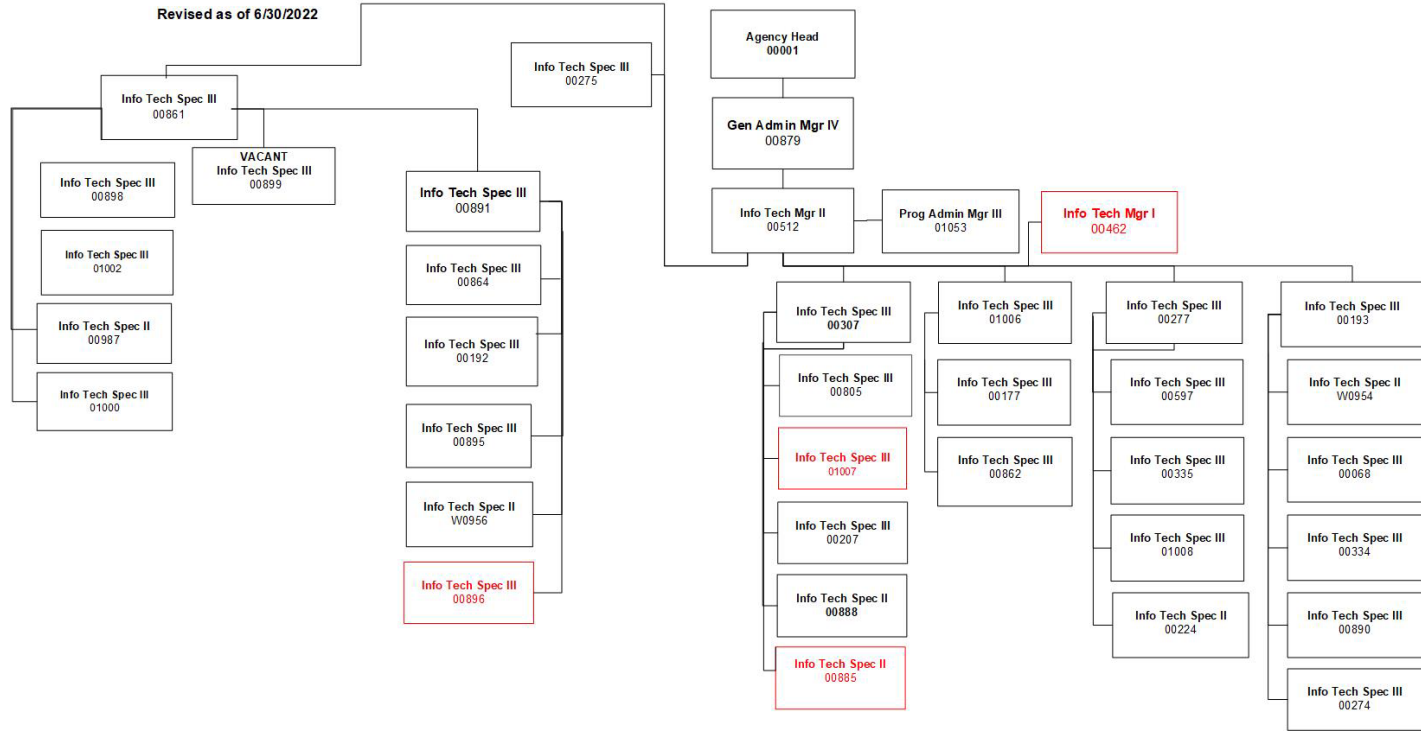 Revised as of 6/30/2022
Agency Head
00001
Info Tech Spec III
00275
Info Tech Spec III
00861
Gen Admin Mgr IV
00879
VACANT
Info Tech Spec III
00899
Info Tech Spec III
00898
Info Tech Spec III
01002
Info Tech Spec II
00987
Info Tech Spec III
01000
Info Tech Spec III
00891
Info Tech Spec III
00864
Info Tech Spec III
00192
Info Tech Spec III
00895
Info Tech Spec II
W0956
Info Tech Spec III
00896
Info Tech Mgr II
00512
Prog Admin Mgr III
01053
Info Tech Mgr I
00462
Info Tech Spec III
00307
Info Tech Spec III
00805
Info Tech Spec III
01007
Info Tech Spec III
00207
Info Tech Spec II
00888
Info Tech Spec II
00885
Info Tech Spec III
01006
Info Tech Spec III
00177
Info Tech Spec III
00862
Info Tech Spec III
00277
Info Tech Spec III
00597
Info Tech Spec III
00335
Info Tech Spec III
01008
Info Tech Spec II
00224
Info Tech Spec III
00193
Info Tech Spec II
W0954
Info Tech Spec III
00068
Info Tech Spec III
00334
Info Tech Spec III
00890
Info Tech Spec III
00274